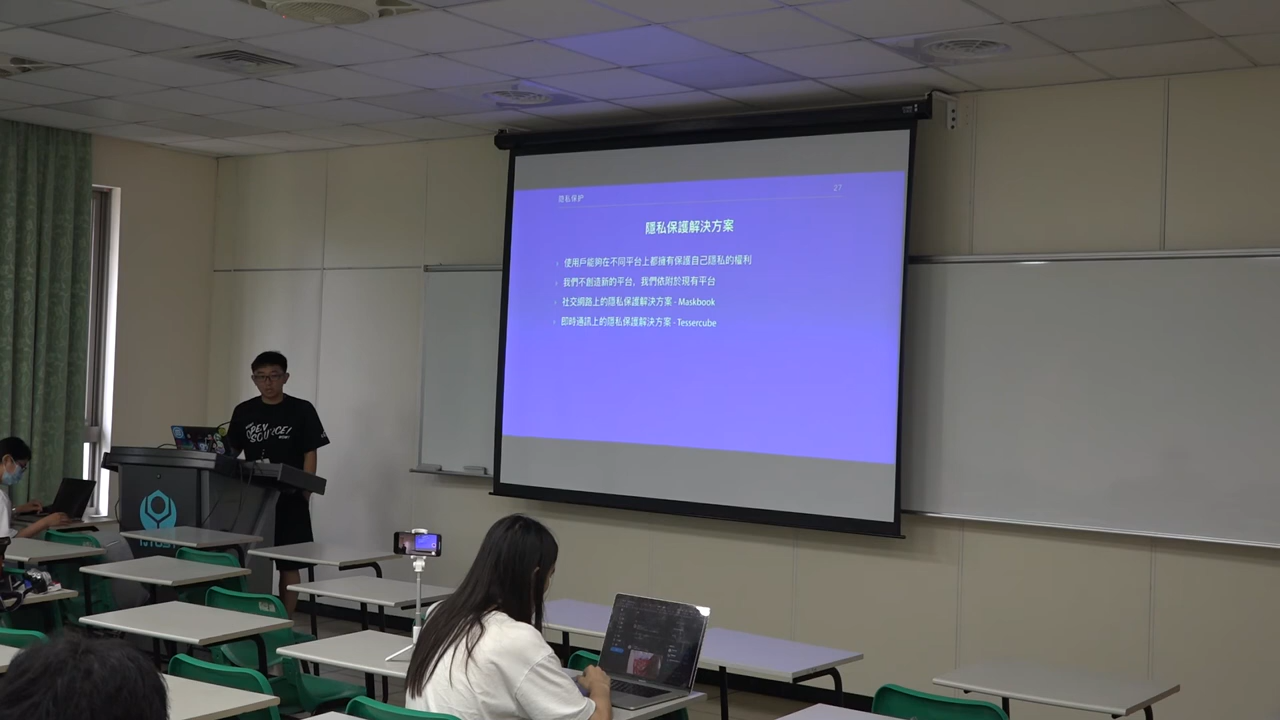 隐私保护
27
隱私保護解決方案
› 使用戶能夠在不同平台上都擁有保護自己隱私的權利
› 我們不創造新的平台，我們依附於現有平台
› 社交網路上的隱私保護解決方案 - Maskbook
› 即時通訊上的隱私保護解決方案 - Tessercube
OPEN
SOURCE!
NTUST